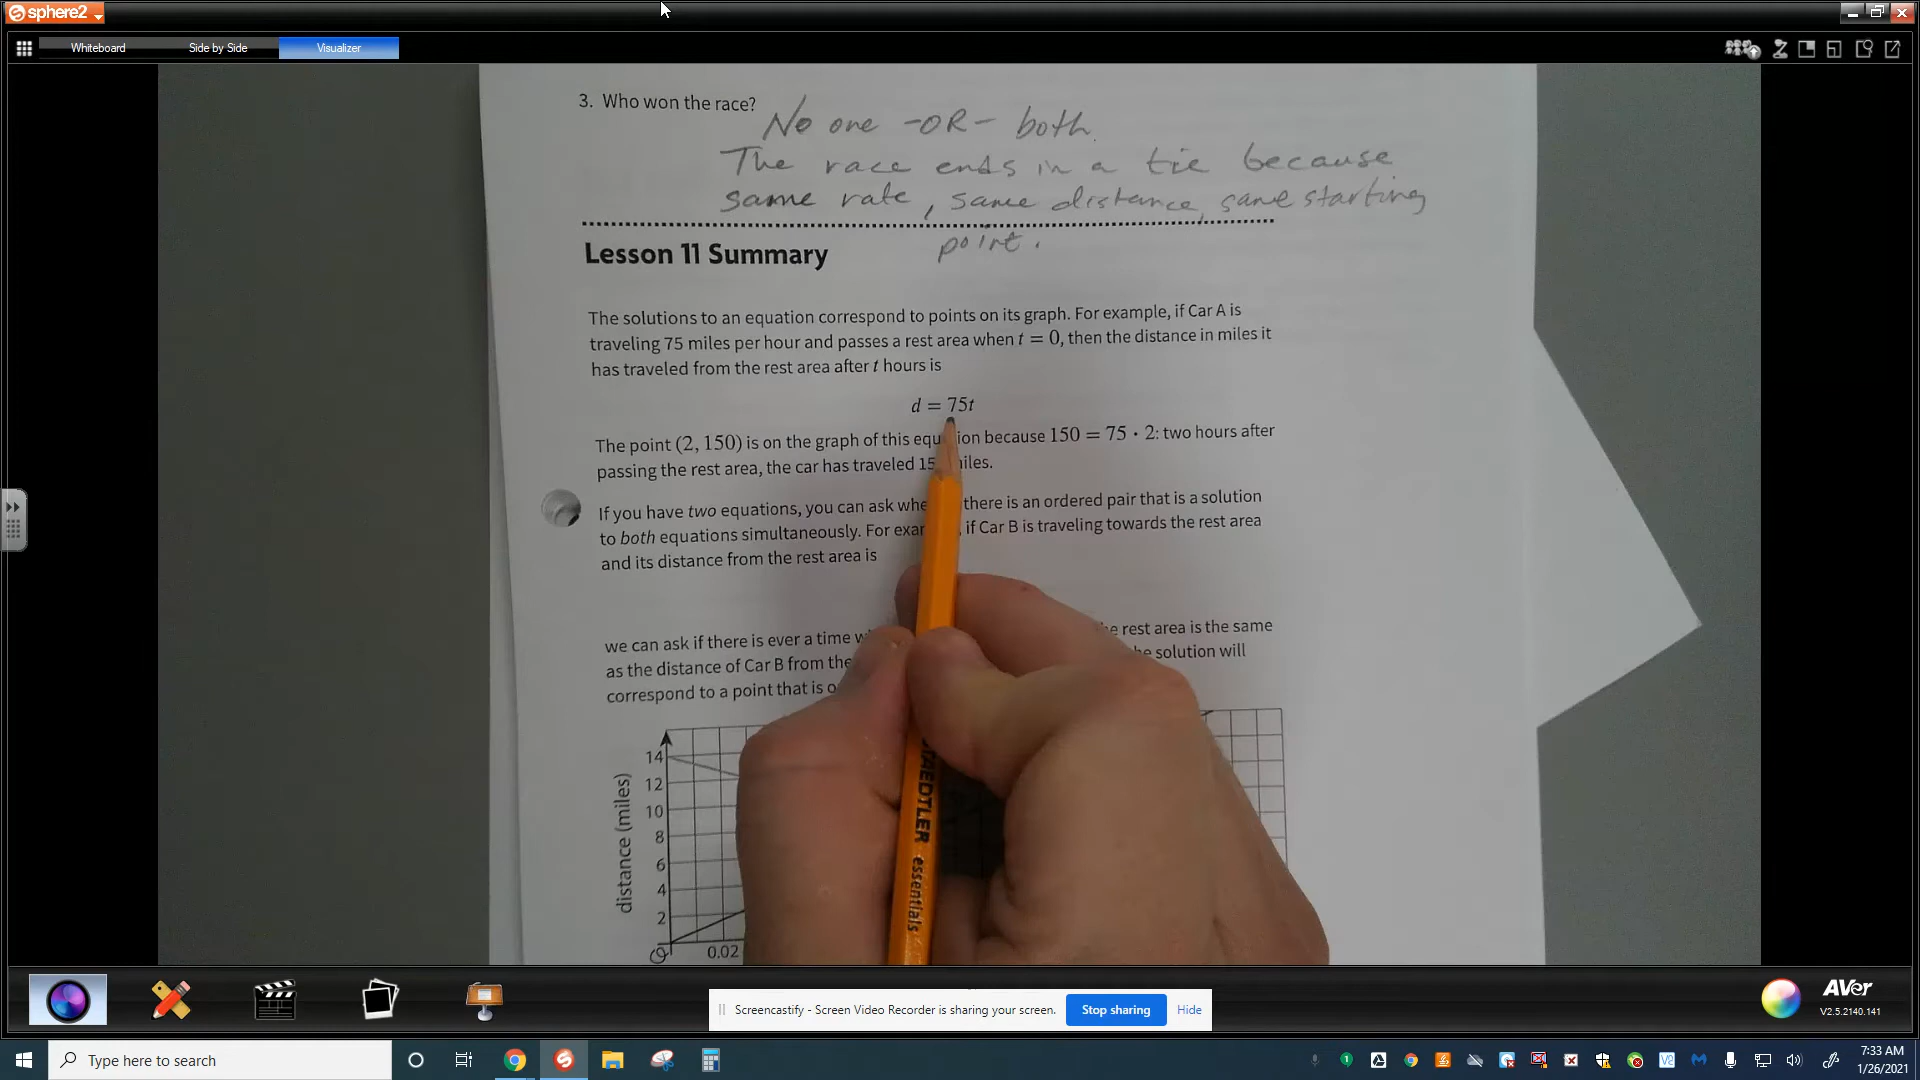 sphere2
Whiteboard
Side by Side
Visualizer
3. Who won the race?
No one -OR- both.
The race ends in a tie because
same rate, same distance, same starting
point.
Lesson 11 Summary
The solutions to an equation correspond to points on its graph. For example, if Car A is
traveling 75 miles per hour and passes a rest area when t = 0, then the distance in miles it
has traveled from the rest area after t hours is
d = 75t
The point (2, 150) is on the graph of this equ ion because 150 = 75 · 2: two hours after
passing the rest area, the car has traveled 15 miles.
If you have two equations, you can ask whe there is an ordered pair that is a solution
to both equations simultaneously. For exam , if Car B is traveling towards the rest area
and its distance from the rest area is
we can ask if there is ever a time w e rest area is the same
as the distance of Car B from the he solution will
correspond to a point that is o
distance (miles)
14
12
10
8
6
4
2
0
0.02
STAEDTLER essentials
Screencastify - Screen Video Recorder is sharing your screen.
Stop sharing
Hide
AVer
V2.5.2140.141
Type here to search
7:33 AM
1/26/2021